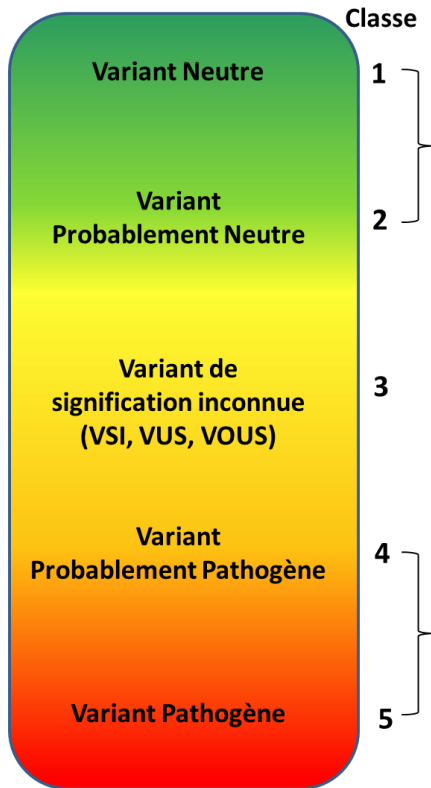 Classe
Variant Neutre
1
Variant
Probablement Neutre
2
Variant de
signification inconnue
(VSI, VUS, VOUS)
3
Variant
Probablement Pathogène
4
Variant Pathogène
5